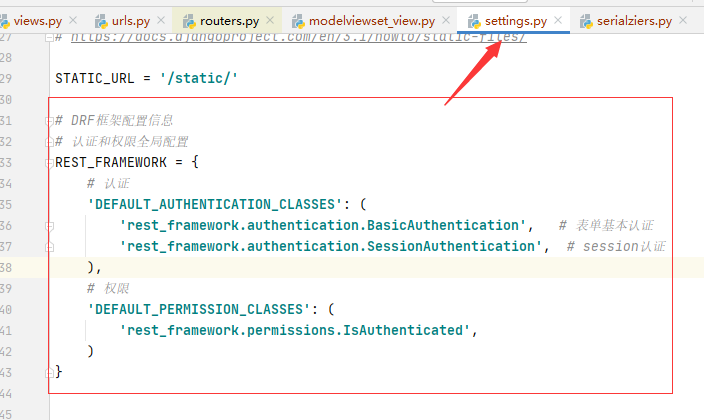 views.py × urls.py × routers.py × modelviewset_view.py × settings.py × serialziers.py ×
27 # https://docs.djangoproject.com/en/3.1/howto/static-files/
28
29 STATIC_URL = '/static/'
30
31 # DRF框架配置信息
32 # 认证和权限全局配置
33 REST_FRAMEWORK = {
34 # 认证
35 'DEFAULT_AUTHENTICATION_CLASSES': (
36 'rest_framework.authentication.BasicAuthentication', # 表单基本认证
37 'rest_framework.authentication.SessionAuthentication', # session认证
38 ),
39 # 权限
40 'DEFAULT_PERMISSION_CLASSES': (
41 'rest_framework.permissions.IsAuthenticated',
42 )
43 }
44
45